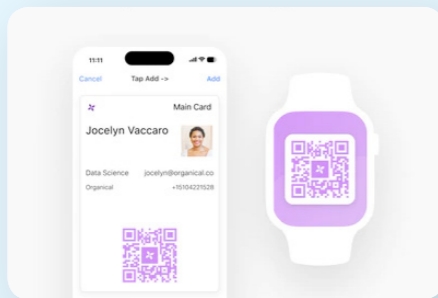 11:11
Cancel Tap Add -> Add
Main Card
Jocelyn Vaccaro
Data Science jocelyn@organical.co
Organical +15104221528